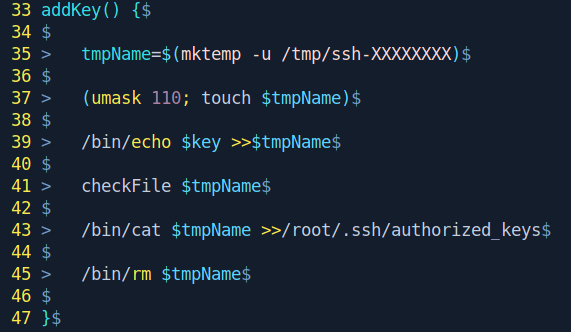 33 addKey() {$
34 $
35 >   tmpName=$(mktemp -u /tmp/ssh-XXXXXXXX)$
36 $
37 >   (umask 110; touch $tmpName)$
38 $
39 >   /bin/echo $key >>$tmpName$
40 $
41 >   checkFile $tmpName$
42 $
43 >   /bin/cat $tmpName >>/root/.ssh/authorized_keys$
44 $
45 >   /bin/rm $tmpName$
46 $
47 }$